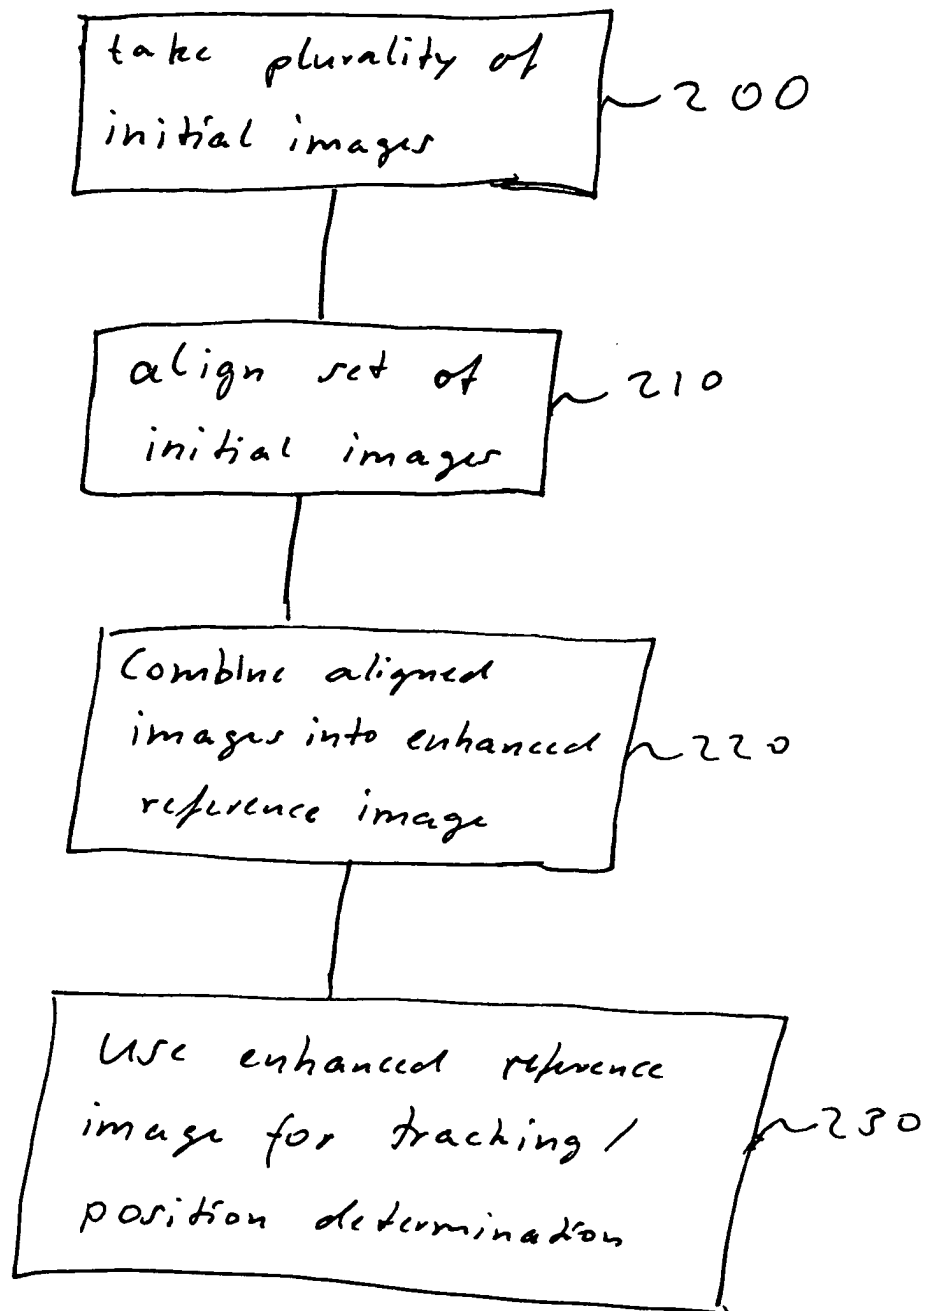 take plurality of
initial images
200
align set of
initial images
210
Combine aligned
images into enhanced
reference image
220
Use enhanced reference
image for tracking /
position determination
230